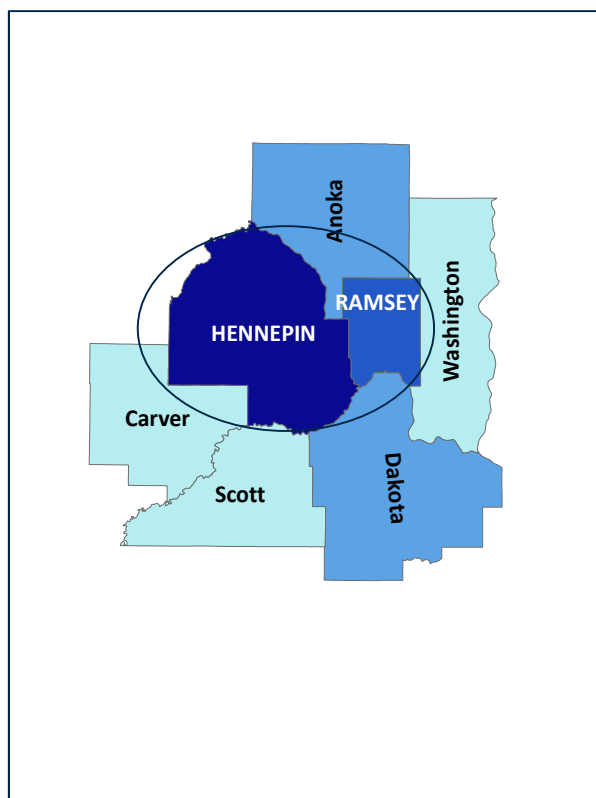 Anoka
RAMSEY
Washington
HENNEPIN
Carver
Dakota
Scott